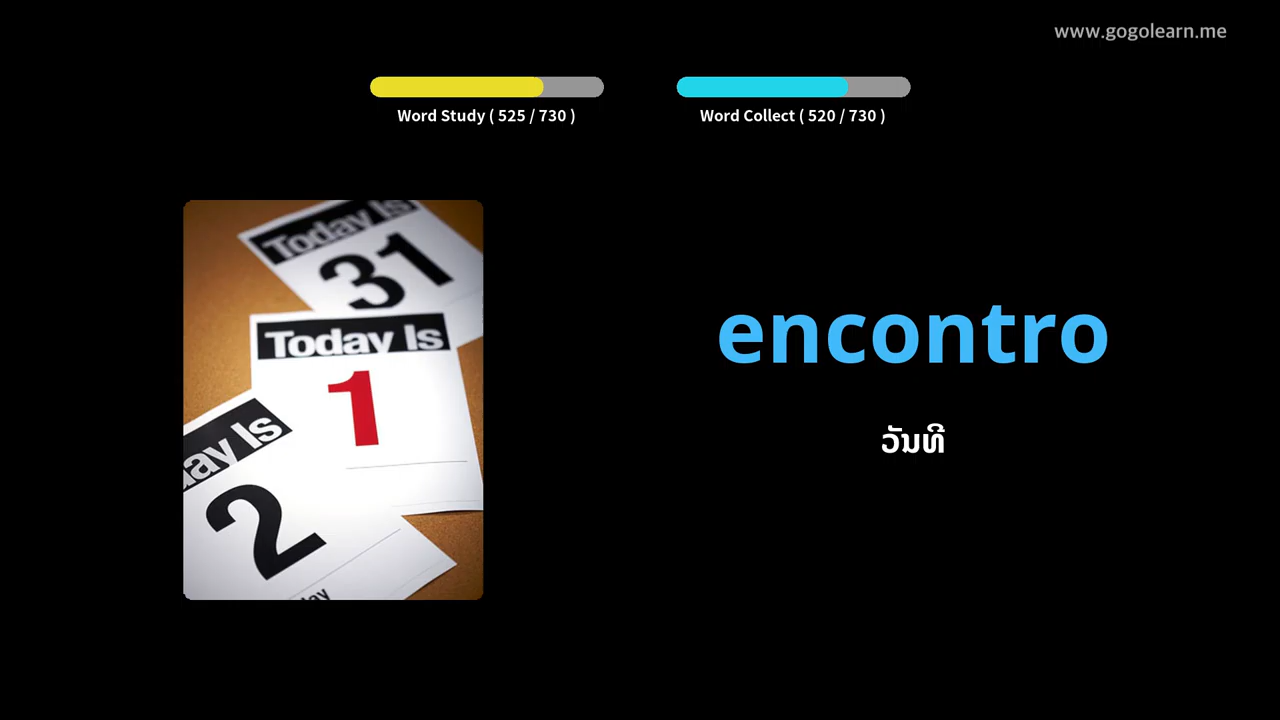 www.gogolearn.me
Word Study ( 525 / 730 )
Word Collect ( 520 / 730 )
Today Is
31
Today Is
1
ay Is
2
day
encontro
ວັນທີ